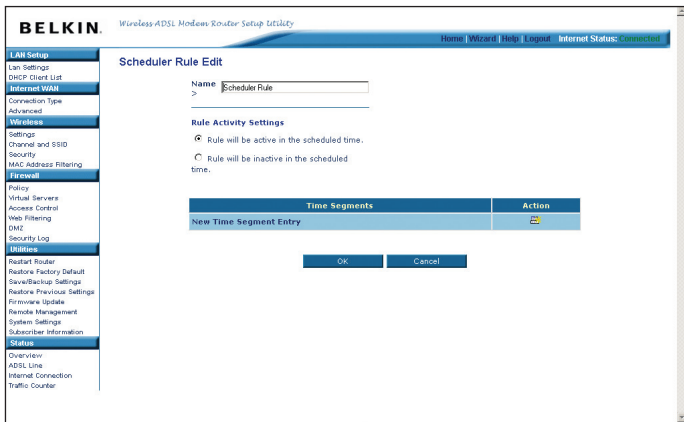 BELKIN.
Wireless ADSL Modem Router Setup Utility
Home | Wizard | Help | Logout Internet Status: Connected
LAN Setup
Lan Settings
DHCP Client List
Internet WAN
Connection Type
Advanced
Wireless
Settings
Channel and SSID
Security
MAC Address Filtering
Firewall
Policy
Virtual Servers
Access Control
Web Filtering
DMZ
Security Log
Utilities
Restart Router
Restore Factory Default
Save/Backup Settings
Restore Previous Settings
Firmware Update
Remote Management
System Settings
Subscriber Information
Status
Overview
ADSL Line
Internet Connection
Traffic Counter
Scheduler Rule Edit
Name Scheduler Rule
>
Rule Activity Settings
Rule will be active in the scheduled time.
Rule will be inactive in the scheduled
time.
Time Segments Action
New Time Segment Entry
OK Cancel